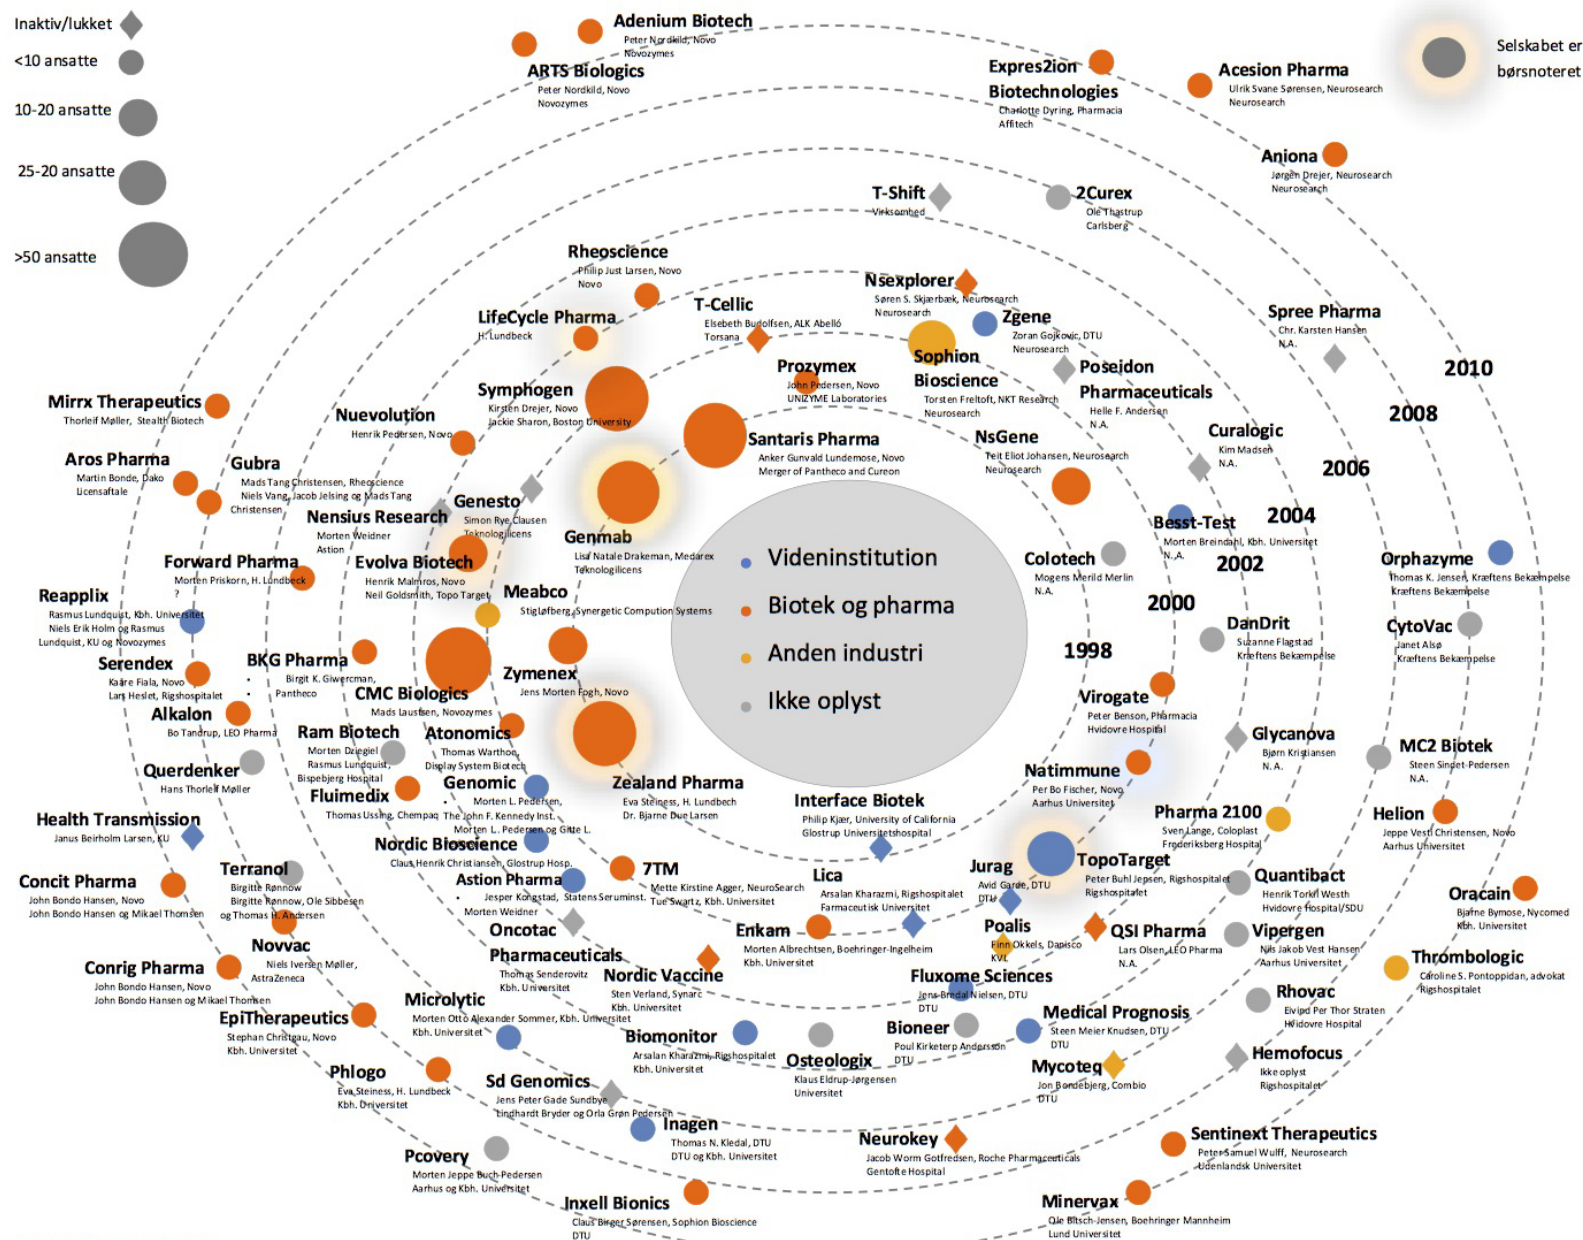 Inaktiv/lukket
<10 ansatte
10-20 ansatte
25-20 ansatte
>50 ansatte
Selskabet er
børsnoteret
Adenium Biotech
Peter Nordkild, Novo
Novozymes
ARTS Biologics
Peter Nordkild, Novo
Novozymes
Expres2ion
Biotechnologies
Charlotte Dyring, Pharmacia
Affitech
Acesion Pharma
Ulrik Svane Sørensen, Neurosearch
Neurosearch
Aniona
Jørgen Drejer, Neurosearch
Neurosearch
T-Shift
Virksomhed
2Curex
Ole Thastrup
Carlsberg
Rheoscience
Philip Just Larsen, Novo
Novo
Nsexplorer
Søren S. Skjærbæk, Neurosearch
Neurosearch
T-Cellic
Elsebeth Budolfsen, ALK Abelló
Torsana
LifeCycle Pharma
H. Lundbeck
Zgene
Zoran Gojkovic, DTU
Neurosearch
Spree Pharma
Chr. Karsten Hansen
N.A.
Prozymex
John Pedersen, Novo
UNIZYME Laboratories
Sophion
Bioscience
Torsten Freltoft, NKT Research
Neurosearch
Poseidon
Pharmaceuticals
Helle F. Andersen
N.A.
2010
2008
2006
2004
2002
2000
1998
Mirrx Therapeutics
Thorleif Møller, Stealth Biotech
Symphogen
Kirsten Drejer, Novo
Jackie Sharon, Boston University
Nuevolution
Henrik Pedersen, Novo
Santaris Pharma
Anker Gunvald Lundemose, Novo
Merger of Pantheco and Cureon
NsGene
Teit Eliot Johansen, Neurosearch
Neurosearch
Curalogic
Kim Madsen
N.A.
Aros Pharma
Martin Bonde, Dako
Licensaftale
Gubra
Mads Tang Christensen, Rheoscience
Niels Vang, Jacob Jelsing og Mads Tang
Christensen
Genesto
Simon Rye Clausen
Teknologilicens
Nensius Research
Morten Weidner
Astion
Genmab
Lisa Natale Drakeman, Medarex
Teknologilicens
Besst-Test
Morten Breindahl, Kbh. Universitet
N.,A.
Forward Pharma
Morten Priskorn, H. Lundbeck
?
Evolva Biotech
Henrik Malmros, Novo
Neil Goldsmith, Topo Target
Colotech
Mogens Merild Merlin
N.A.
Orphazyme
Thomas K. Jensen, Kræftens Bekæmpelse
Kræftens Bekæmpelse
Videninstitution
Biotek og pharma
Anden industri
Ikke oplyst
Reapplix
Rasmus Lundquist, Kbh. Universitet
Niels Erik Holm og Rasmus
Lundquist, KU og Novozymes
Meabco
Stig Løfberg, Synergetic Compution Systems
DanDrit
Suzanne Flagstad
Kræftens Bekæmpelse
CytoVac
Janet Alsø
Kræftens Bekæmpelse
Serendex
Kaare Fiala, Novo
Lars Heslet, Rigshospitalet
BKG Pharma
Birgit K. Giwercman,
Pantheco
Zymenex
Jens Morten Fogh, Novo
CMC Biologics
Mads Laustsen, Novozymes
Virogate
Peter Benson, Pharmacia
Hvidovre Hospital
Alkalon
Bo Tandrup, LEO Pharma
Ram Biotech
Morten Dziegiel
Rasmus Lundquist,
Bispebjerg Hospital
Atonomics
Thomas Warthoe,
Display System Biotech
Glycanova
Bjørn Kristiansen
N.A.
MC2 Biotek
Steen Sindet-Pedersen
N.A.
Querdenker
Hans Thorleif Møller
Fluimedix
Thomas Ussing, Chempaq
Genomic
Morten L. Pedersen,
The John F. Kennedy Inst.
Morten L. Pedersen og Gitte L.
Zealand Pharma
Eva Steiness, H. Lundbech
Dr. Bjarne Due Larsen
Natimmune
Per Bo Fischer, Novo
Aarhus Universitet
Interface Biotek
Philip Kjær, University of California
Glostrup Universitetshospital
Pharma 2100
Sven Lange, Coloplast
Frederiksberg Hospital
Helion
Jeppe Vestl Christensen, Novo
Aarhus Universitet
Health Transmission
Janus Beirholm Larsen, KU
Nordic Bioscience
Claus Henrik Christiansen, Glostrup Hosp.
Terranol
Birgitte Rønnow
Birgitte Rønnow, Ole Sibbesen
og Thomas H. Andersen
Astion Pharma
Jesper Kongstad, Statens Seruminst.
Morten Weidner
7TM
Mette Kirstine Agger, NeuroSearch
Tue Swartz, Kbh. Universitet
Lica
Arsalan Kharazmi, Rigshospitalet
Farmaceutisk Universitet
Jurag
Avid Garde, DTU
DTU
TopoTarget
Peter Buhl Jepsen, Rigshospitalet
Rigshospitalet
Quantibact
Henrik Torkil Westh
Hvidovre Hospital/SDU
Concit Pharma
John Bondo Hansen, Novo
John Bondo Hansen og Mikael Thomsen
Oracain
Bjarne Bymose, Nycomed
Kbh. Universitet
Oncotac
Pharmaceuticals
Thomas Senderovitz
Kbh. Universitet
Enkam
Morten Albrechtsen, Boehringer-Ingelheim
Kbh. Universitet
Poalis
Finn Okkels, Danisco
KVL
QSI Pharma
Lars Olsen, LEO Pharma
N.A.
Vipergen
Nils Jakob Vest Hansen
Aarhus Universitet
Novvac
Niels Iversen Møller,
AstraZeneca
Conrig Pharma
John Bondo Hansen, Novo
John Bondo Hansen og Mikael Thomsen
Nordic Vaccine
Sten Verland, Synarc
Kbh. Universitet
Fluxome Sciences
Jens Bredal Nielsen, DTU
DTU
Thrombologic
Caroline S. Pontoppidan, advokat
Rigshospitalet
Rhovac
Eivind Per Thor Straten
Hvidovre Hospital
Microlytic
Morten Otto Alexander Sommer, Kbh. Universitet
Kbh. Universitet
EpiTherapeutics
Stephan Christgau, Novo
Kbh. Universitet
Biomonitor
Arsalan Kharazmi, Rigshospitalet
Kbh. Universitet
Osteologix
Klaus Eldrup-Jørgensen
Universitet
Bioneer
Poul Kirketerp Andersson
DTU
Medical Prognosis
Steen Meier Knudsen, DTU
DTU
Mycoteq
Jon Bondebjerg, Combio
DTU
Hemofocus
Ikke oplyst
Rigshospitalet
Phlogo
Eva Steiness, H. Lundbeck
Kbh. Universitet
Sd Genomics
Jens Peter Gade Sundbye
Lindhardt Bryder og Orla Grøn Pedersen
Inagen
Thomas N. Kledal, DTU
DTU og Kbh. Universitet
Neurokey
Jacob Worm Gotfredsen, Roche Pharmaceuticals
Gentofte Hospital
Sentinext Therapeutics
Peter Samuel Wulff, Neurosearch
Udenlandsk Universitet
Pcovery
Morten Jeppe Buch-Pedersen
Aarhus og Kbh. Universitet
Inxell Bionics
Claus Birger Sørensen, Sophion Bioscience
DTU
Minervax
Ole Bitsch-Jensen, Boehringer Mannheim
Lund Universitet